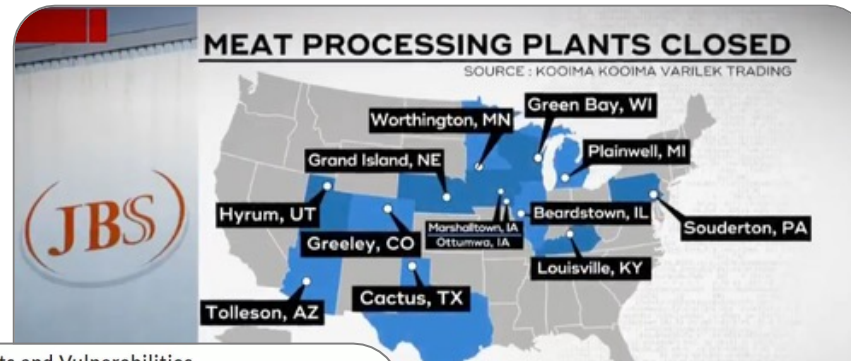 MEAT PROCESSING PLANTS CLOSED
SOURCE : KOOIMA KOOIMA VARILEK TRADING
Green Bay, WI
Worthington, MN
Plainwell, MI
Grand Island, NE
JBS
Hyrum, UT
Beardstown, IL
Marshalltown, IA
Ottumwa, IA
Souderton, PA
Greeley, CO
Louisville, KY
Cactus, TX
Tolleson, AZ
and Vulnerabilities